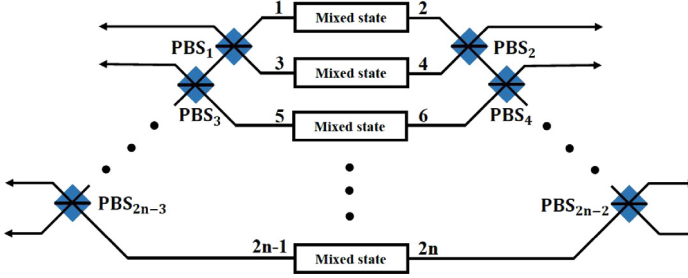 1 Mixed state 2
PBS₁ PBS₂
3 Mixed state 4
PBS₃ 5 Mixed state 6 PBS₄
PBS₂ₙ₋₃ PBS₂ₙ₋₂
2n-1 Mixed state 2n